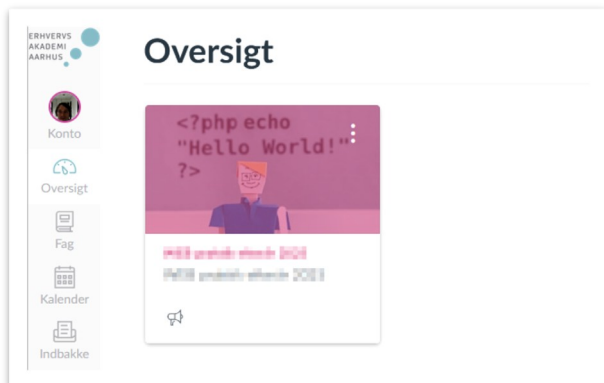 ERHVERVS
AKADEMI
AARHUS
Oversigt
Konto
Oversigt
Fag
Kalender
Indbakke
<?php echo
"Hello World!"
?>